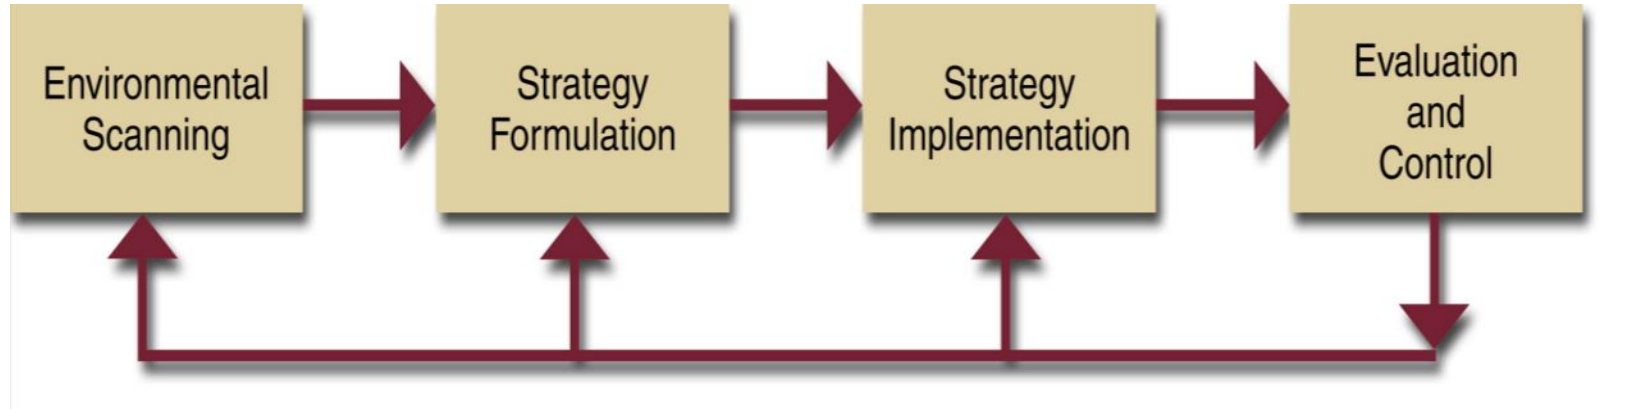 Environmental
Scanning
Strategy
Formulation
Strategy
Implementation
Evaluation
and
Control